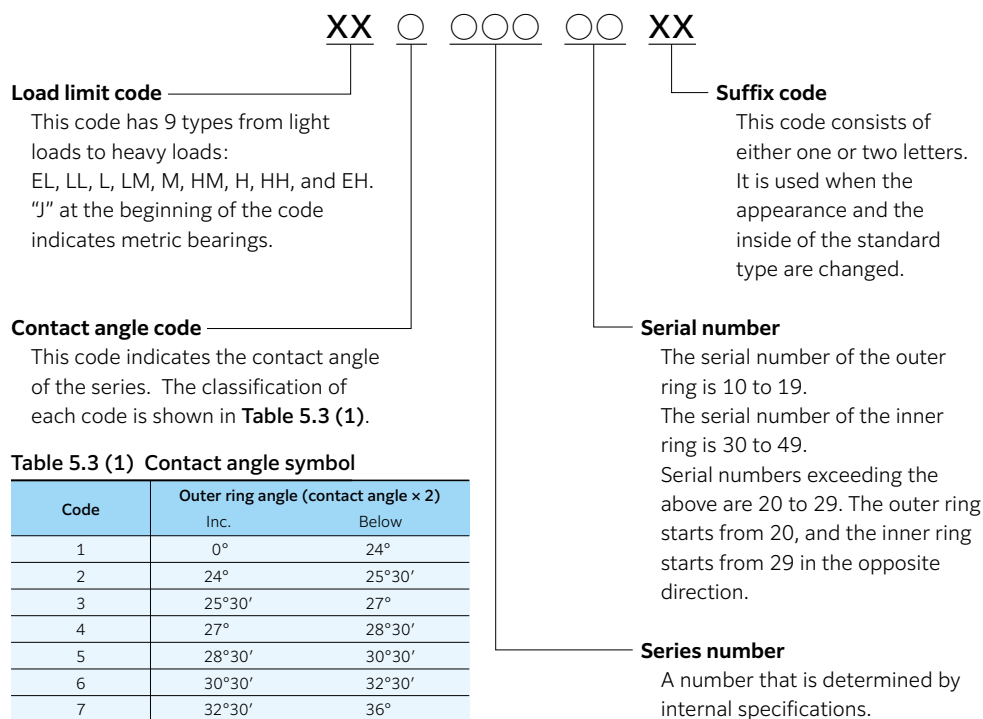 XX ○ ○○○ ○○ XX
Load limit code
This code has 9 types from light
loads to heavy loads:
EL, LL, L, LM, M, HM, H, HH, and EH.
“J” at the beginning of the code
indicates metric bearings.
Suffix code
This code consists of
either one or two letters.
It is used when the
appearance and the
inside of the standard
type are changed.
Contact angle code
This code indicates the contact angle
of the series. The classification of
each code is shown in Table 5.3 (1).
Table 5.3 (1) Contact angle symbol
Code Outer ring angle (contact angle × 2)
Inc. Below
1 0° 24°
2 24° 25°30′
3 25°30′ 27°
4 27° 28°30′
5 28°30′ 30°30′
6 30°30′ 32°30′
7 32°30′ 36°
Serial number
The serial number of the outer
ring is 10 to 19.
The serial number of the inner
ring is 30 to 49.
Serial numbers exceeding the
above are 20 to 29. The outer ring
starts from 20, and the inner ring
starts from 29 in the opposite
direction.
Series number
A number that is determined by
internal specifications.